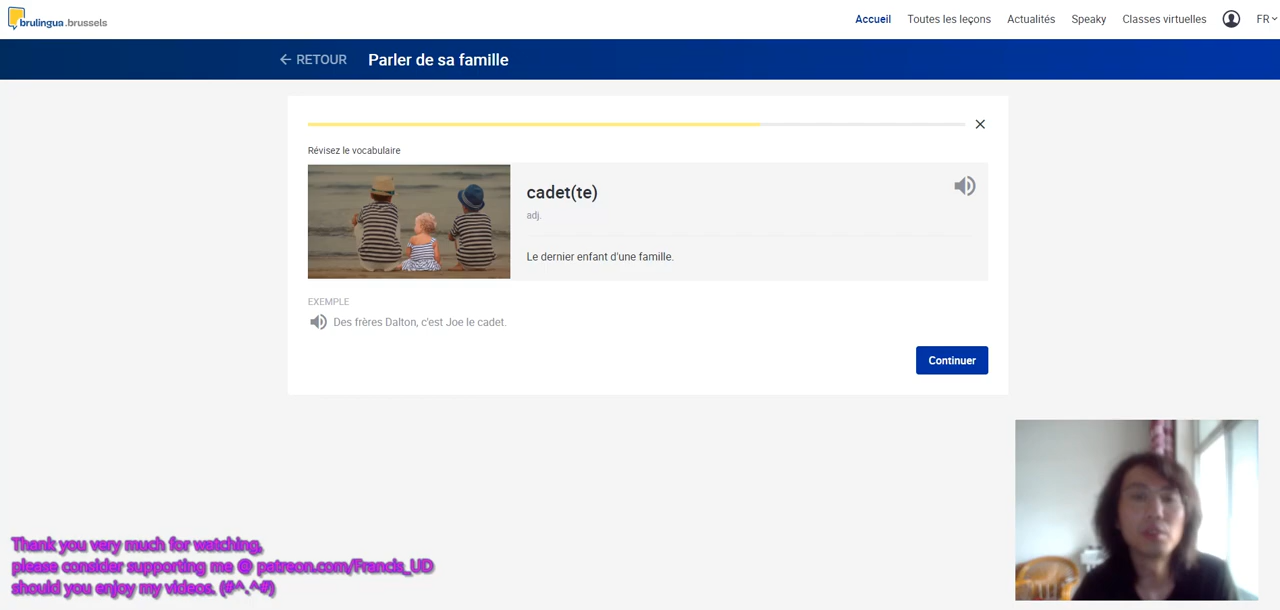 brulingua.brussels
Accueil Toutes les leçons Actualités Speaky Classes virtuelles FR
RETOUR Parler de sa famille
Révisez le vocabulaire
cadet(te)
adj.
Le dernier enfant d'une famille.
EXEMPLE
Des frères Dalton, c'est Joe le cadet.
Continuer
Thank you very much for watching,
please consider supporting me @ patreon.com/Francis_UD
should you enjoy my videos. (#^.^#)